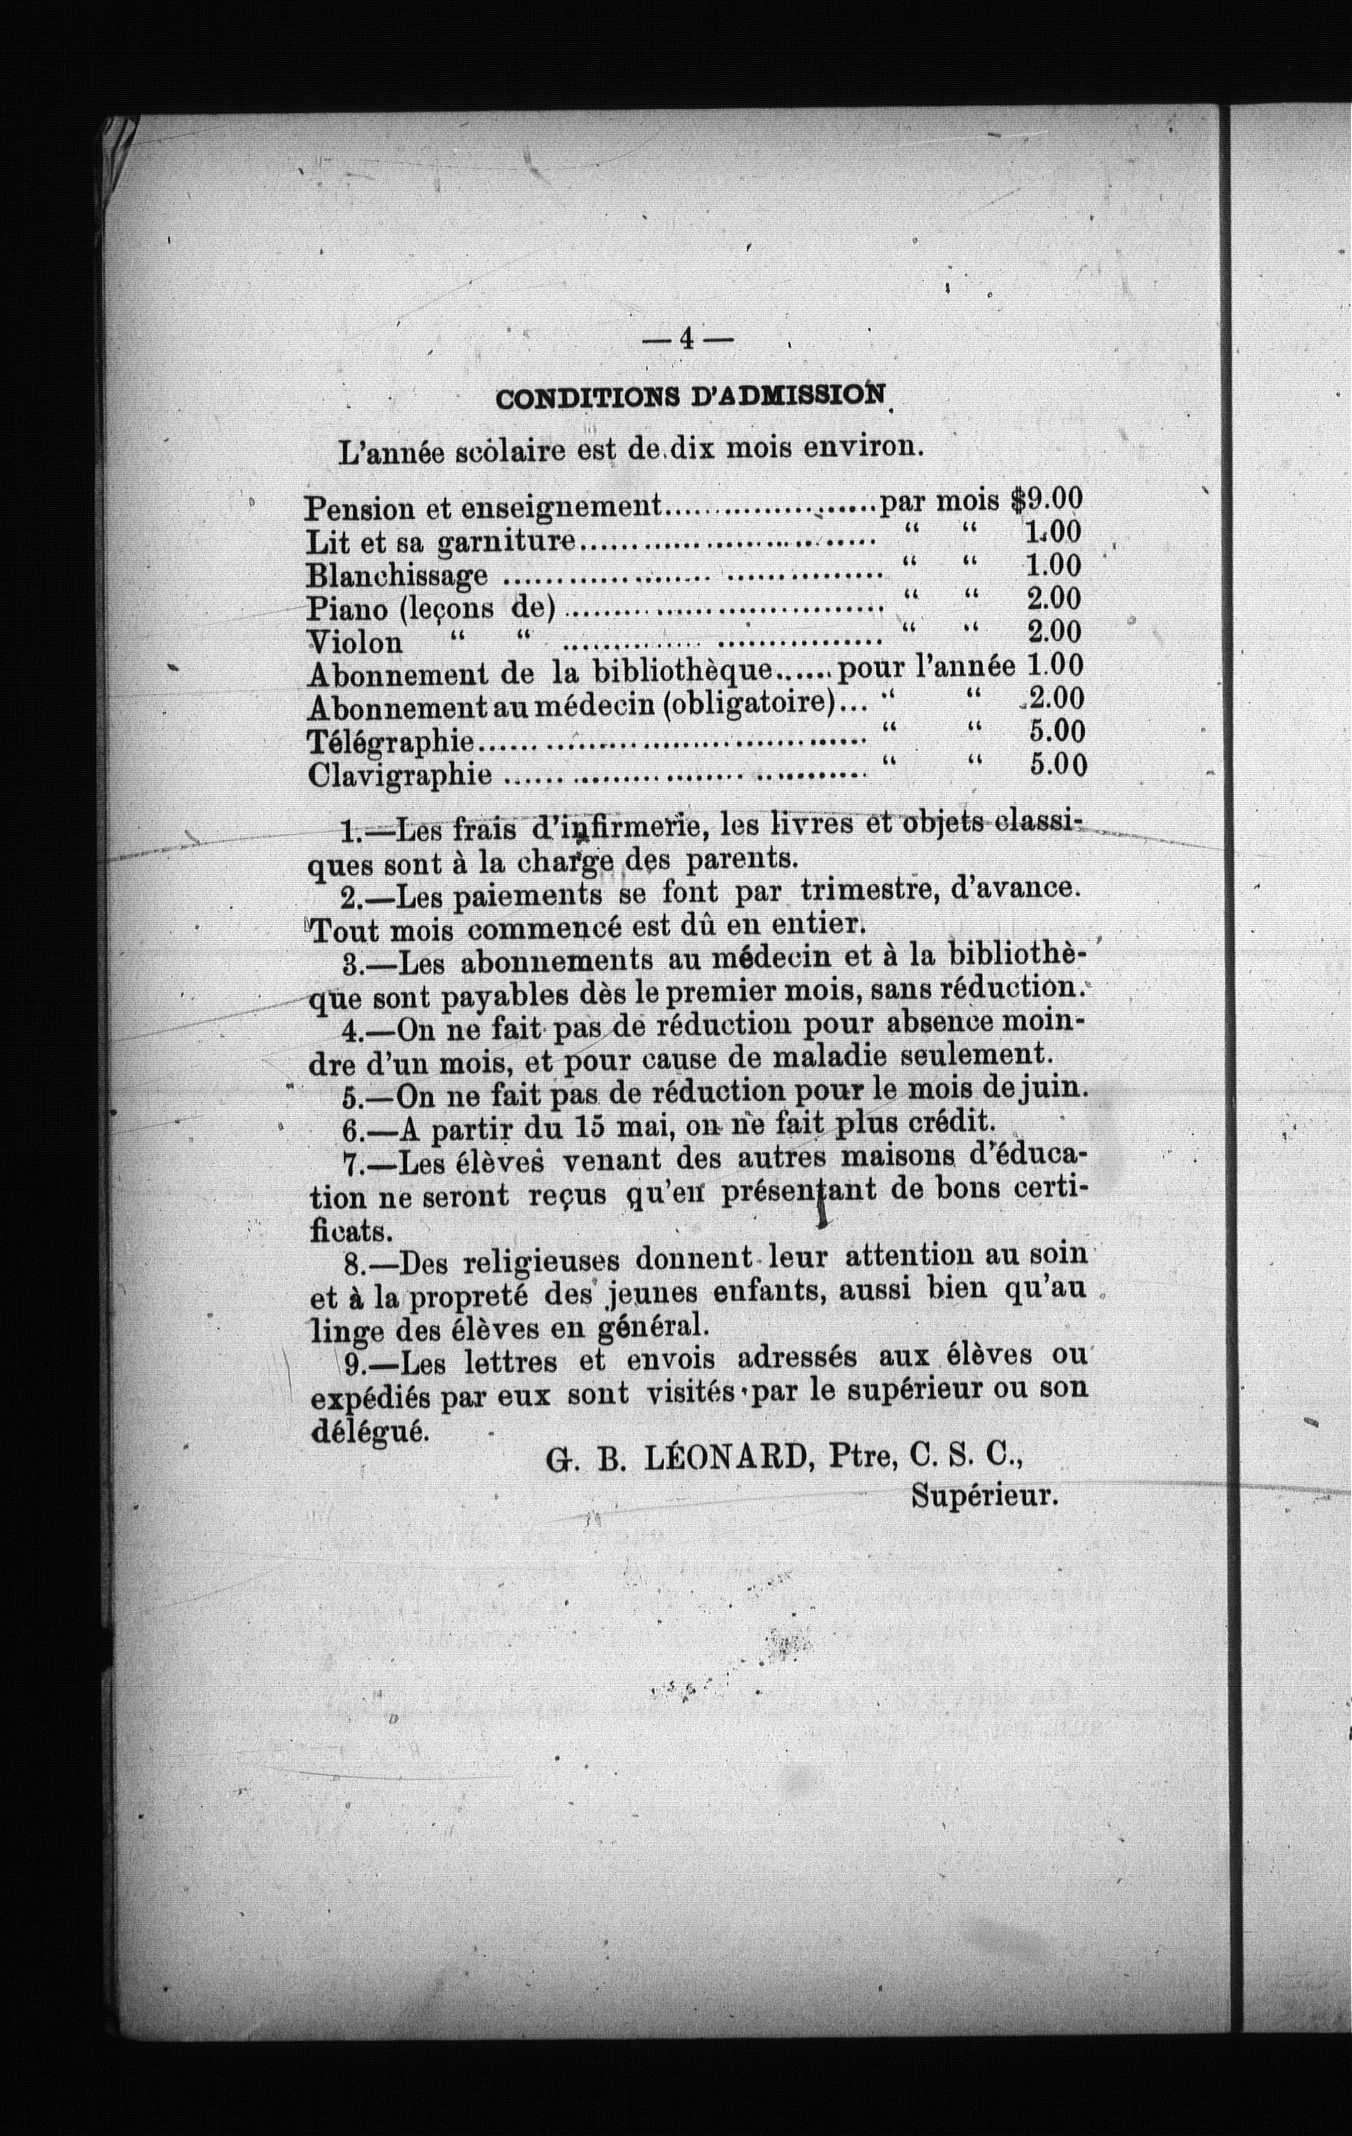 — 4 —
CONDITIONS D'ADMISSION
L'année scolaire est de dix mois environ.
Pension et enseignement.....................par mois $9.00
Lit et sa garniture............................. “ “ 1.00
Blanchissage ..................................... “ “ 1.00
Piano (leçons de) ................................ “ “ 2.00
Violon “ “ ................................ “ “ 2.00
Abonnement de la bibliothèque......pour l'année 1.00
Abonnement au médecin (obligatoire)... “ “ 2.00
Télégraphie....................................... “ “ 5.00
Clavigraphie ..................................... “ “ 5.00
1.—Les frais d'infirmerie, les livres et objets classi-
ques sont à la charge des parents.
2.—Les paiements se font par trimestre, d'avance.
Tout mois commencé est dû en entier.
3.—Les abonnements au médecin et à la bibliothè-
que sont payables dès le premier mois, sans réduction.
4.—On ne fait pas de réduction pour absence moin-
dre d'un mois, et pour cause de maladie seulement.
5.—On ne fait pas de réduction pour le mois de juin.
6.—A partir du 15 mai, on ne fait plus crédit.
7.—Les élèves venant des autres maisons d'éduca-
tion ne seront reçus qu'en présentant de bons certi-
ficats.
8.—Des religieuses donnent leur attention au soin
et à la propreté des jeunes enfants, aussi bien qu'au
linge des élèves en général.
9.—Les lettres et envois adressés aux élèves ou
expédiés par eux sont visités par le supérieur ou son
délégué.
G. B. LÉONARD, Ptre, C. S. C.,
Supérieur.